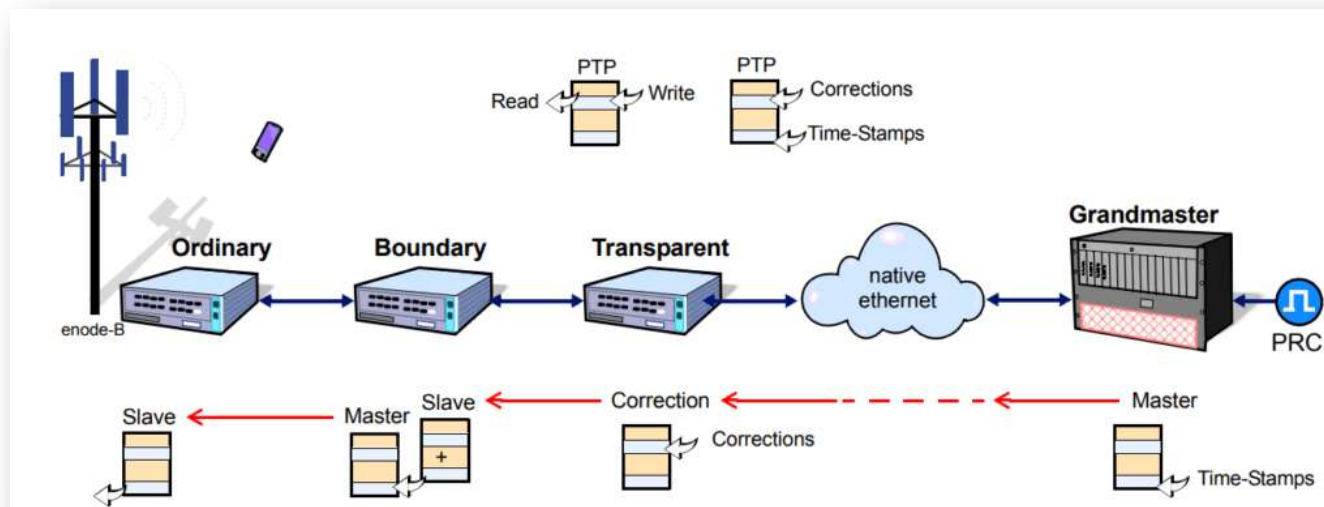 PTP
PTP
Read
Write
Corrections
Time-Stamps
Grandmaster
Ordinary
Boundary
Transparent
native
ethernet
enode-B
PRC
Slave
Master
Slave
Correction
Master
+
Corrections
Time-Stamps